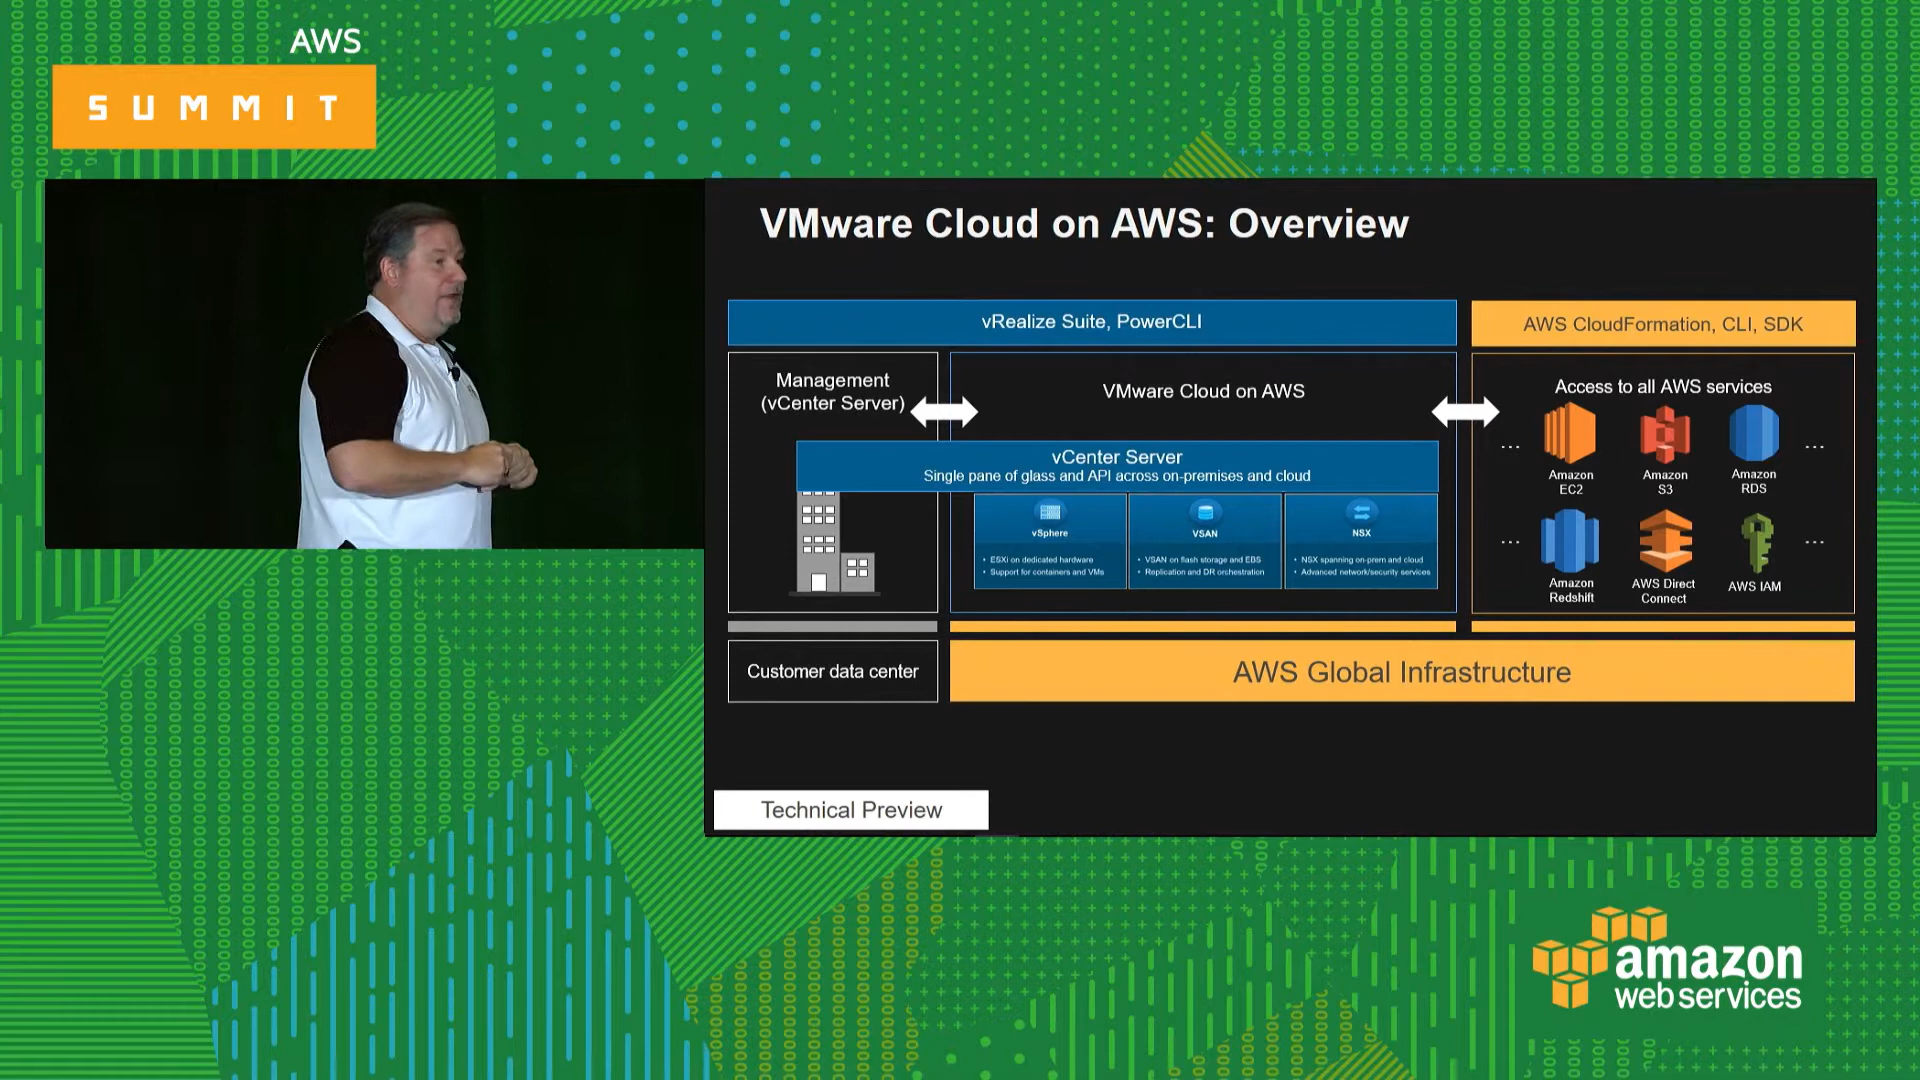 AWS
SUMMIT
VMware Cloud on AWS: Overview
vRealize Suite, PowerCLI
AWS CloudFormation, CLI, SDK
Management
(vCenter Server)
VMware Cloud on AWS
Access to all AWS services
vCenter Server
Single pane of glass and API across on-premises and cloud
vSphere
• ESXi on dedicated hardware
• Support for containers and VMs
VSAN
• VSAN on flash storage and EBS
• Replication and DR orchestration
NSX
• NSX spanning on-prem and cloud
• Advanced network/security services
...
Amazon
EC2
Amazon
S3
Amazon
RDS
...
...
Amazon
Redshift
AWS Direct
Connect
AWS IAM
...
Customer data center
AWS Global Infrastructure
Technical Preview
amazon
web services